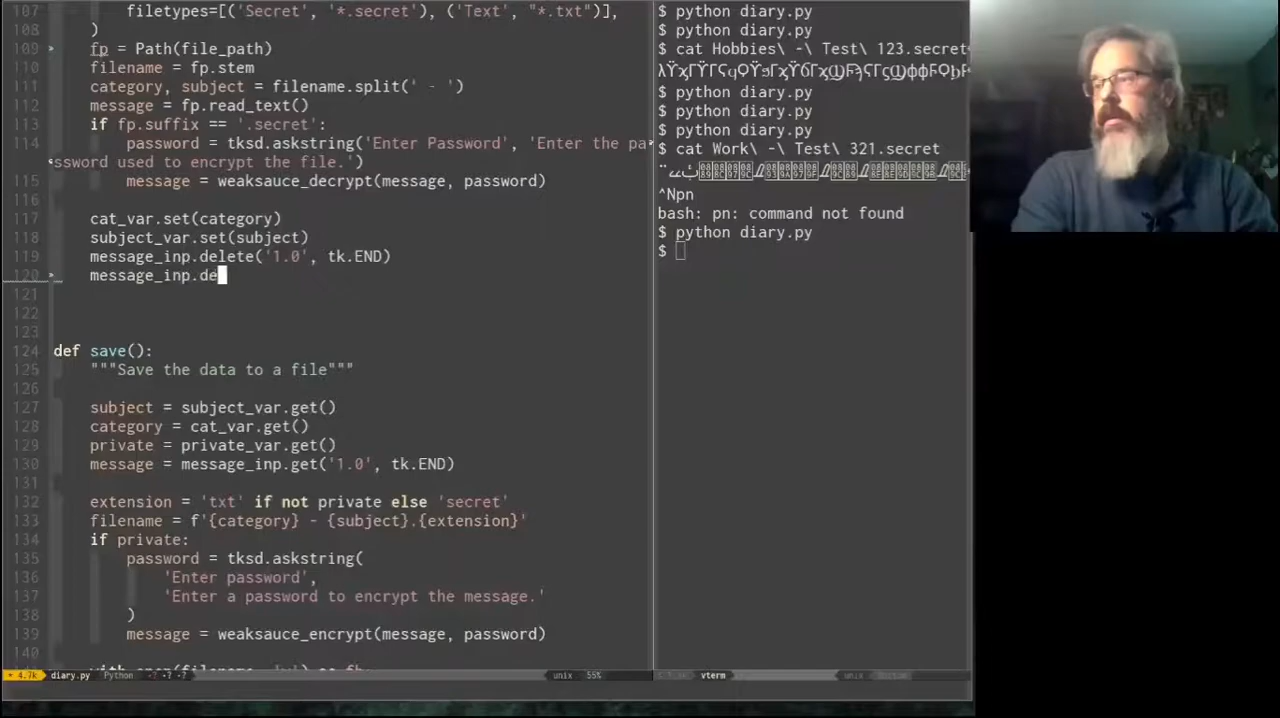 107 filetypes=[('Secret', '*.secret'), ('Text', "*.txt")],
108 )
109 fp = Path(file_path)
110 filename = fp.stem
111 category, subject = filename.split(' - ')
112 message = fp.read_text()
113 if fp.suffix == '.secret':
114 password = tksd.askstring('Enter Password', 'Enter the pa
ssword used to encrypt the file.')
115 message = weaksauce_decrypt(message, password)
116
117 cat_var.set(category)
118 subject_var.set(subject)
119 message_inp.delete('1.0', tk.END)
120 message_inp.de
121
122
123
124 def save():
125 """Save the data to a file"""
126
127 subject = subject_var.get()
128 category = cat_var.get()
129 private = private_var.get()
130 message = message_inp.get('1.0', tk.END)
131
132 extension = 'txt' if not private else 'secret'
133 filename = f'{category} - {subject}.{extension}'
134 if private:
135 password = tksd.askstring(
136 'Enter password',
137 'Enter a password to encrypt the message.'
138 )
139 message = weaksauce_encrypt(message, password)
140
4.7k diary.py Python unix 55%
$ python diary.py
$ python diary.py
$ cat Hobbies\ -\ Test\ 123.secret
$ python diary.py
$ python diary.py
$ python diary.py
$ cat Work\ -\ Test\ 321.secret
^Npn
bash: pn: command not found
$ python diary.py
$
vterm unix